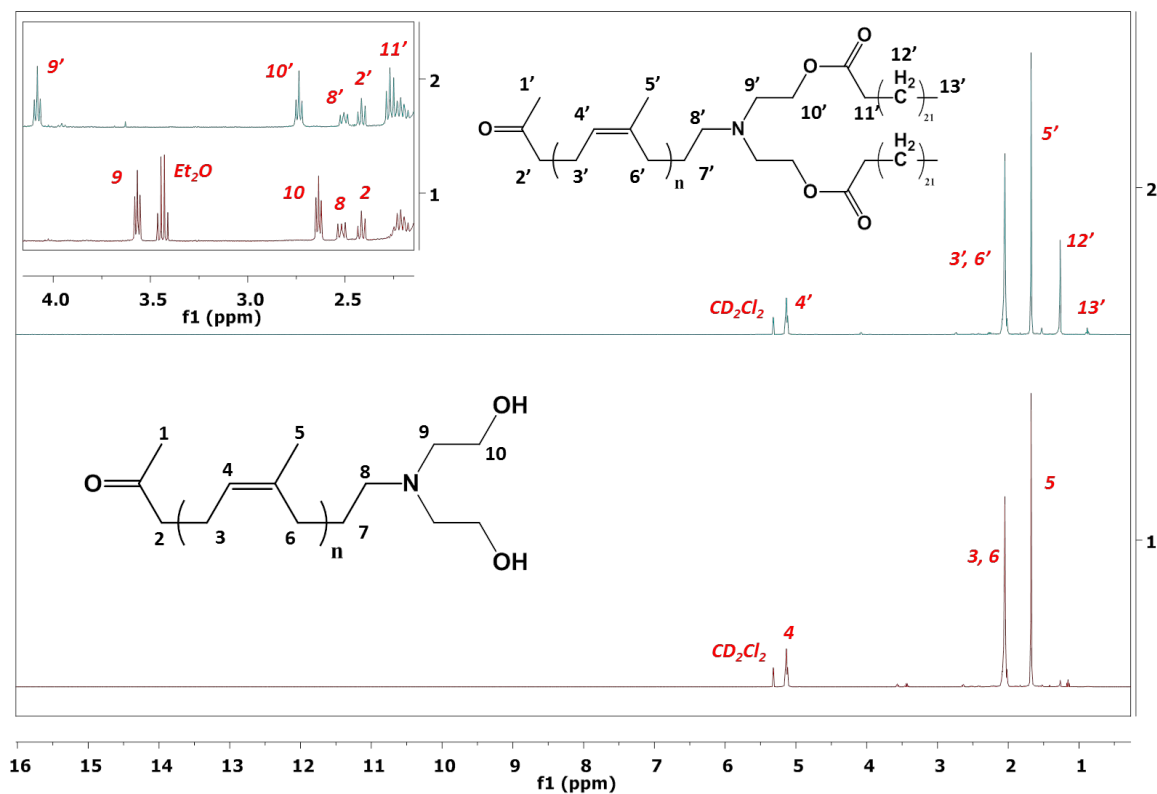 9' 10' 8' 2' 11' 2
9 Et₂O 10 8 2 1
4.0 3.5 3.0 2.5
f1 (ppm)
O 12'
1' 5' 9' O H₂ 13'
4' 8' 10' 11' ( C )₂₁
O N O H₂
2' ( 3' 6' )n 7' ( C )₂₁
O
5'
2
3', 6' 12'
CD₂Cl₂ 4' 13'
OH
1 5 9
4 8 10
O N
2 ( 3 6 )n 7
OH
5
1
3, 6
4
CD₂Cl₂
16 15 14 13 12 11 10 9 8 7 6 5 4 3 2 1
f1 (ppm)